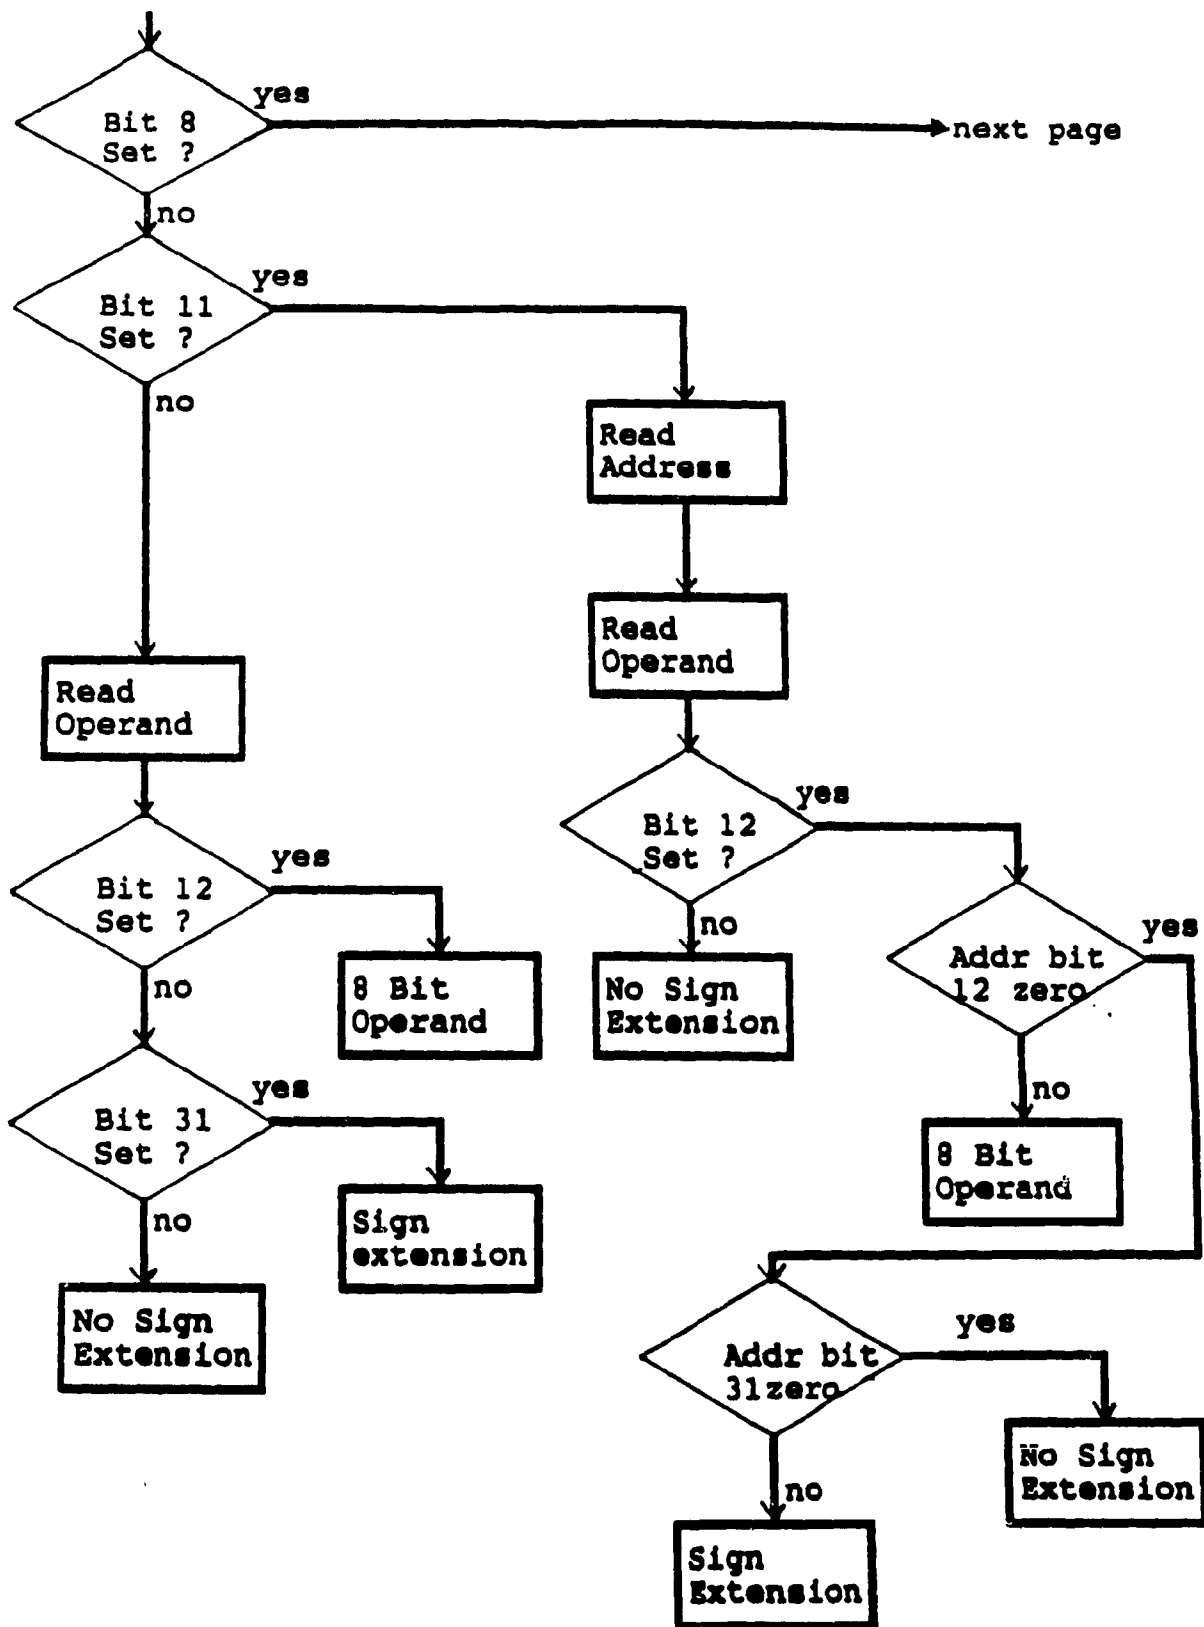 yes
Bit 8
Set ?
next page
no
yes
Bit 11
Set ?
no
Read
Address
Read
Operand
Read
Operand
yes
Bit 12
Set ?
yes
Bit 12
Set ?
no
yes
Addr bit
12 zero
no
8 Bit
Operand
No Sign
Extension
yes
Bit 31
Set ?
no
8 Bit
Operand
no
Sign
extension
No Sign
Extension
yes
Addr bit
31zero
No Sign
Extension
no
Sign
Extension